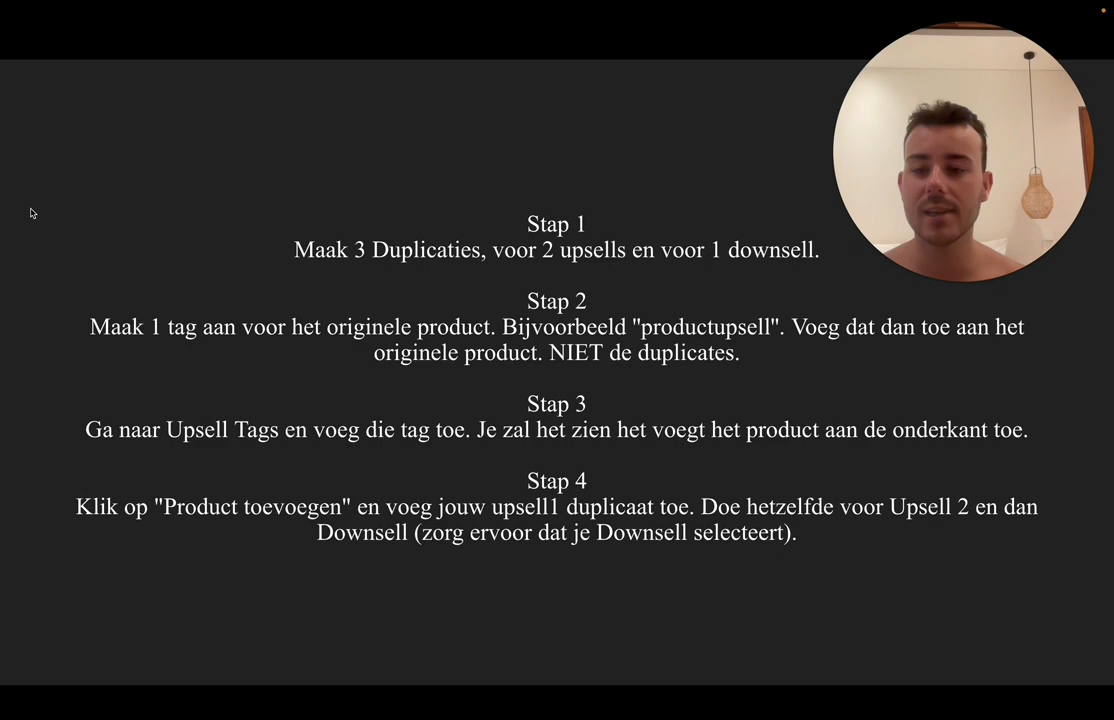 Stap 1
Maak 3 Duplicaties, voor 2 upsells en voor 1 downsell.
Stap 2
Maak 1 tag aan voor het originele product. Bijvoorbeeld "productupsell". Voeg dat dan toe aan het
originele product. NIET de duplicates.
Stap 3
Ga naar Upsell Tags en voeg die tag toe. Je zal het zien het voegt het product aan de onderkant toe.
Stap 4
Klik op "Product toevoegen" en voeg jouw upsell1 duplicaat toe. Doe hetzelfde voor Upsell 2 en dan
Downsell (zorg ervoor dat je Downsell selecteert).